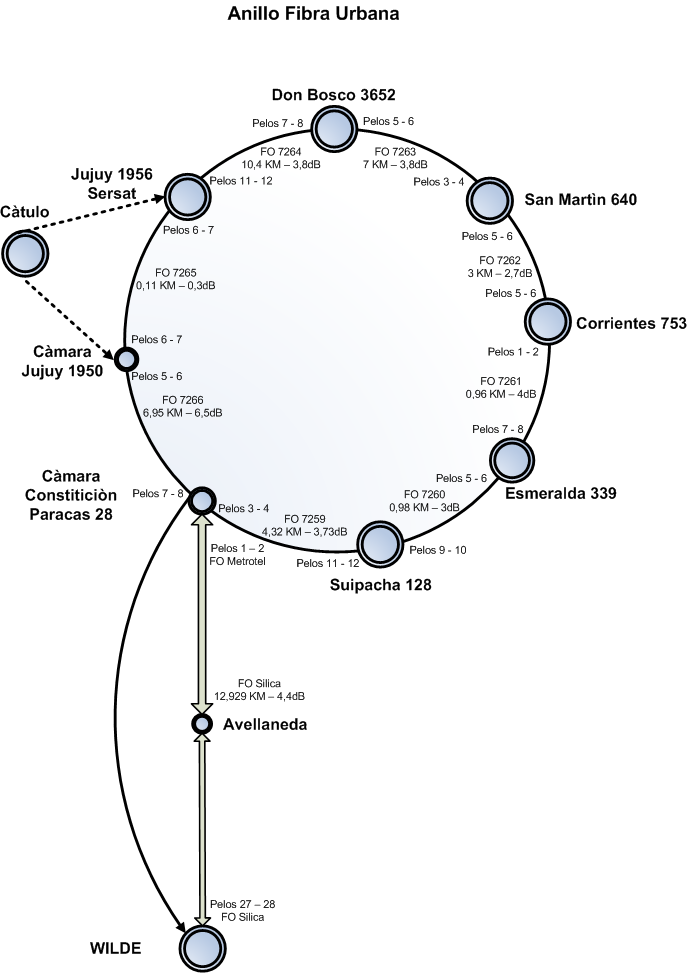 Anillo Fibra Urbana
Don Bosco 3652
Pelos 7 - 8
Pelos 5 - 6
FO 7264
10,4 KM – 3,8dB
FO 7263
7 KM – 3,8dB
Jujuy 1956
Sersat
Pelos 11 - 12
Pelos 3 - 4
San Martìn 640
Càtulo
Pelos 6 - 7
Pelos 5 - 6
FO 7265
0,11 KM – 0,3dB
FO 7262
3 KM – 2,7dB
Pelos 5 - 6
Corrientes 753
Pelos 6 - 7
Càmara
Jujuy 1950
Pelos 1 - 2
Pelos 5 - 6
FO 7261
0,96 KM – 4dB
FO 7266
6,95 KM – 6,5dB
Pelos 7 - 8
Càmara
Constiticiòn
Paracas 28
Pelos 7 - 8
Pelos 3 - 4
Pelos 5 - 6
Esmeralda 339
FO 7260
0,98 KM – 3dB
FO 7259
4,32 KM – 3,73dB
Pelos 1 – 2
FO Metrotel
Pelos 11 - 12
Pelos 9 - 10
Suipacha 128
FO Silica
12,929 KM – 4,4dB
Avellaneda
Pelos 27 – 28
FO Silica
WILDE